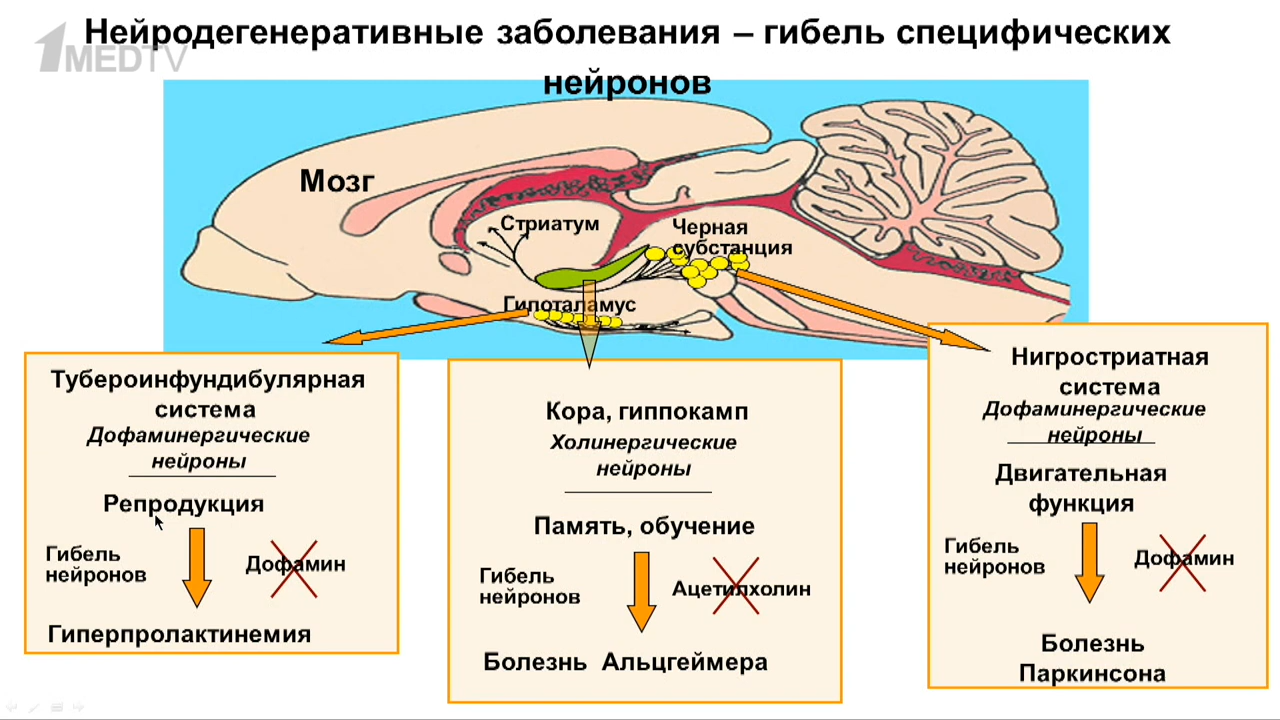 Нейродегенеративные заболевания – гибель специфических
нейронов
1MEDTV
Мозг
Стриатум
Черная
субстанция
Гипоталамус
Тубероинфундибулярная
система
Дофаминергические
нейроны
Репродукция
Гибель
нейронов
Дофамин
Гиперпролактинемия
Кора, гиппокамп
Холинергические
нейроны
Память, обучение
Гибель
нейронов
Ацетилхолин
Болезнь Альцгеймера
Нигростриатная
система
Дофаминергические
нейроны
Двигательная
функция
Гибель
нейронов
Дофамин
Болезнь
Паркинсона